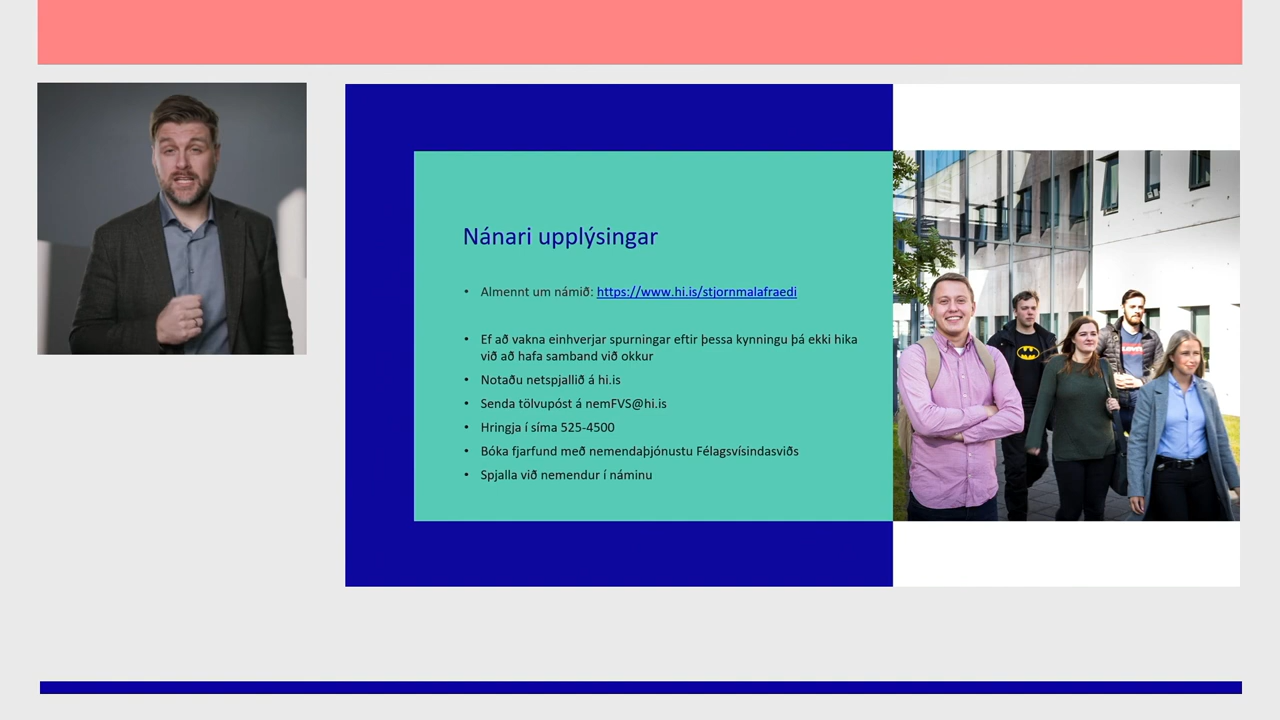 Nánari upplýsingar
• Almennt um námið: https://www.hi.is/stjornmalafraedi
• Ef að vakna einhverjar spurningar eftir þessa kynningu þá ekki hika
við að hafa samband við okkur
• Notaðu netspjallið á hi.is
• Senda tölvupóst á nemFVS@hi.is
• Hringja í síma 525-4500
• Bóka fjarfund með nemendaþjónustu Félagsvísindasviðs
• Spjalla við nemendur í náminu